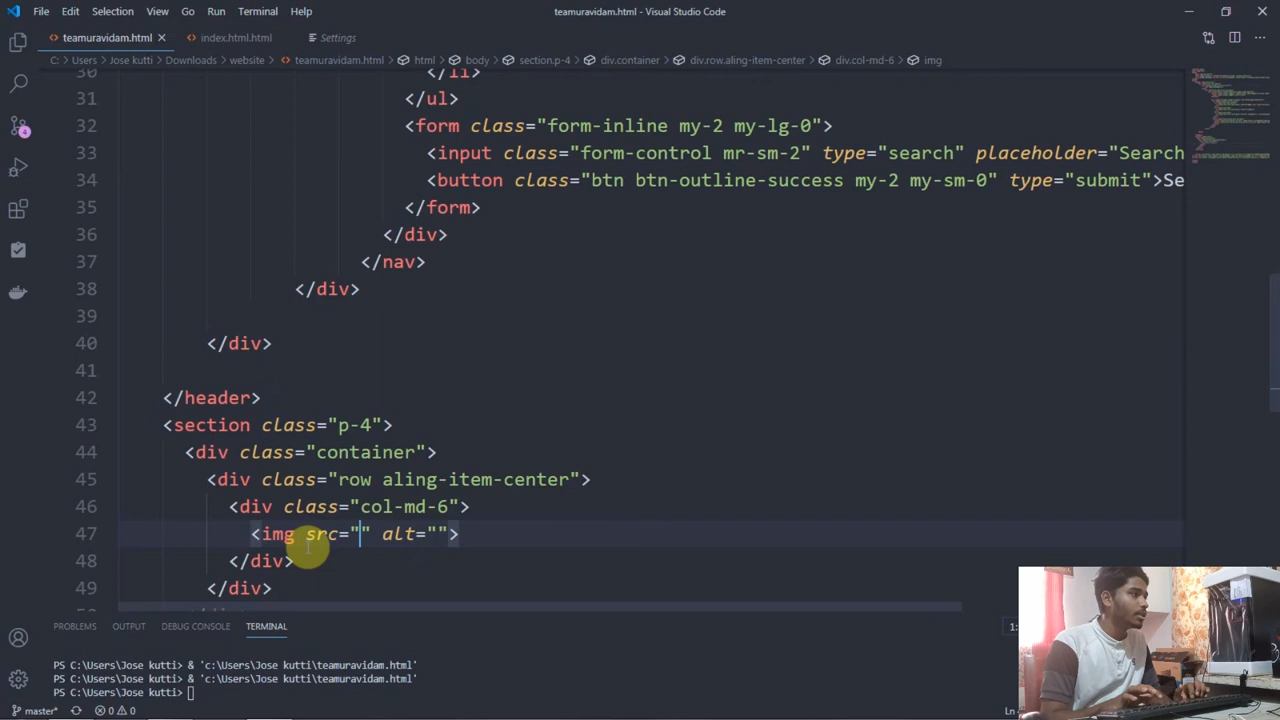 File Edit Selection View Go Run Terminal Help teamuravidam.html - Visual Studio Code
teamuravidam.html index.html.html Settings
C: > Users > Jose kutti > Downloads > website > teamuravidam.html > html > body > section.p-4 > div.container > div.row.aling-item-center > div.col-md-6 > img
30 </li>
31 </ul>
32 <form class="form-inline my-2 my-lg-0">
33 <input class="form-control mr-sm-2" type="search" placeholder="Search
34 <button class="btn btn-outline-success my-2 my-sm-0" type="submit">Se
35 </form>
36 </div>
37 </nav>
38 </div>
39
40 </div>
41
42 </header>
43 <section class="p-4">
44 <div class="container">
45 <div class="row aling-item-center">
46 <div class="col-md-6">
47 <img src="" alt="">
48 </div>
49 </div>
50 </div>
4
PROBLEMS OUTPUT DEBUG CONSOLE TERMINAL 1:
PS C:\Users\Jose kutti> & 'c:\Users\Jose kutti\teamuravidam.html'
PS C:\Users\Jose kutti> & 'c:\Users\Jose kutti\teamuravidam.html'
PS C:\Users\Jose kutti>
master* 0 0 Ln